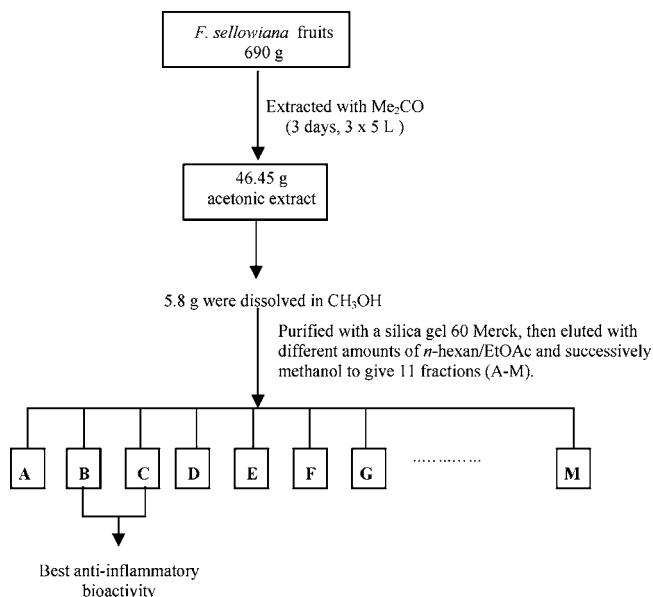 F. sellowiana fruits
690 g
Extracted with Me₂CO
(3 days, 3 x 5 L )
46.45 g
acetonic extract
5.8 g were dissolved in CH₃OH
Purified with a silica gel 60 Merck, then eluted with
different amounts of n-hexan/EtOAc and successively
methanol to give 11 fractions (A-M).
A B C D E F G ............... M
Best anti-inflammatory
bioactivity